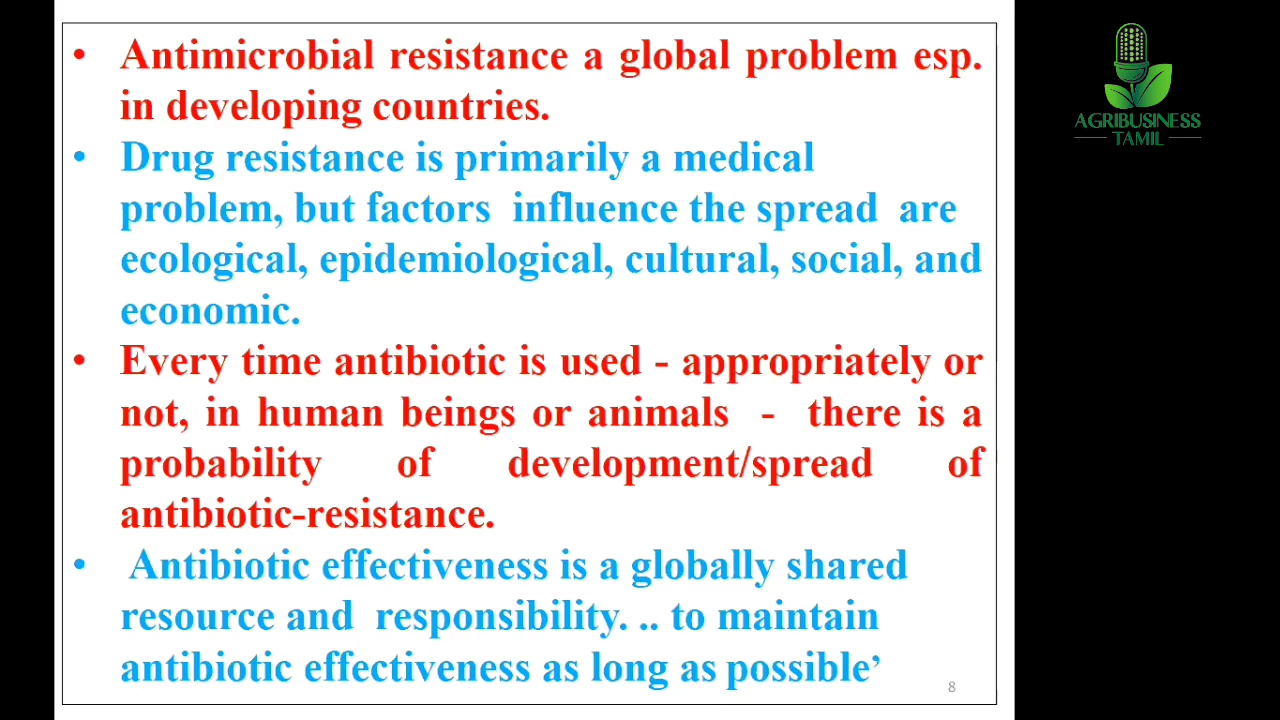 • Antimicrobial resistance a global problem esp.
in developing countries.
• Drug resistance is primarily a medical
problem, but factors influence the spread are
ecological, epidemiological, cultural, social, and
economic.
• Every time antibiotic is used - appropriately or
not, in human beings or animals - there is a
probability of development/spread of
antibiotic-resistance.
• Antibiotic effectiveness is a globally shared
resource and responsibility. .. to maintain
antibiotic effectiveness as long as possible’
8
AGRIBUSINESS
TAMIL